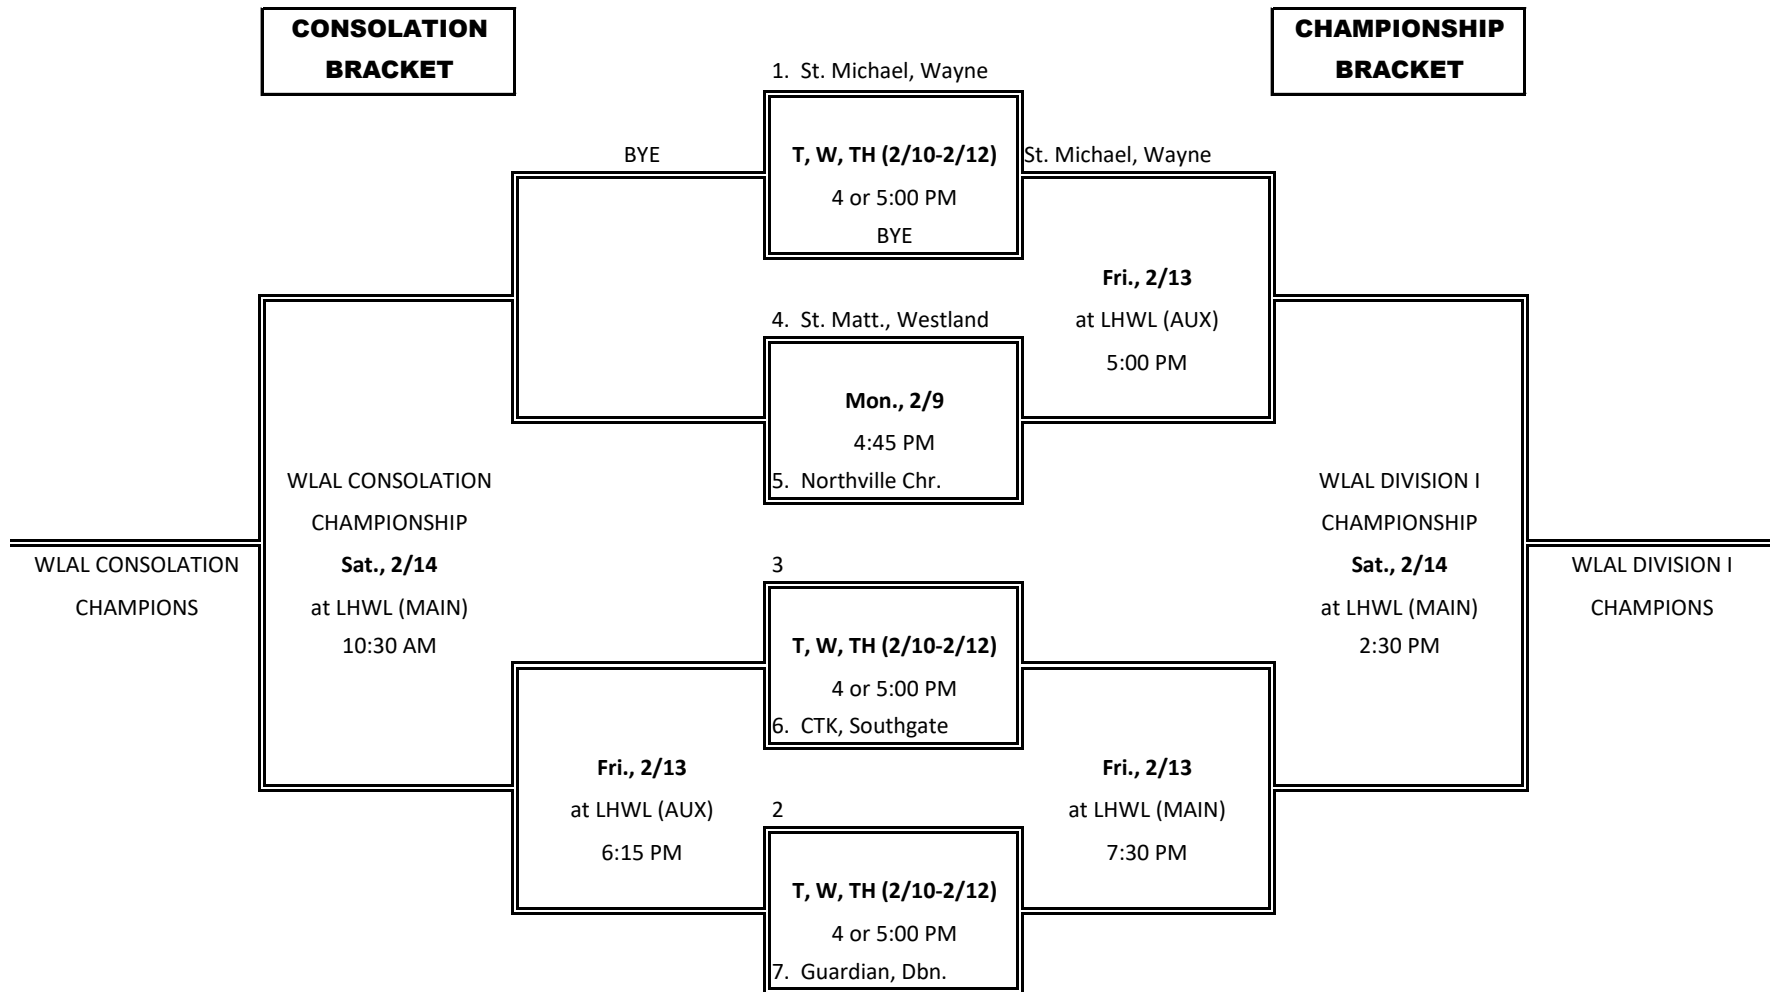 CONSOLATION
BRACKET
CHAMPIONSHIP
BRACKET
1. St. Michael, Wayne
BYE
T, W, TH (2/10-2/12)
St. Michael, Wayne
4 or 5:00 PM
BYE
Fri., 2/13
at LHWL (AUX)
5:00 PM
4. St. Matt., Westland
Mon., 2/9
4:45 PM
5. Northville Chr.
WLAL CONSOLATION
CHAMPIONSHIP
Sat., 2/14
at LHWL (MAIN)
10:30 AM
WLAL DIVISION I
CHAMPIONSHIP
Sat., 2/14
at LHWL (MAIN)
2:30 PM
WLAL CONSOLATION
CHAMPIONS
WLAL DIVISION I
CHAMPIONS
3
T, W, TH (2/10-2/12)
4 or 5:00 PM
6. CTK, Southgate
Fri., 2/13
at LHWL (AUX)
6:15 PM
Fri., 2/13
at LHWL (MAIN)
7:30 PM
2
T, W, TH (2/10-2/12)
4 or 5:00 PM
7. Guardian, Dbn.